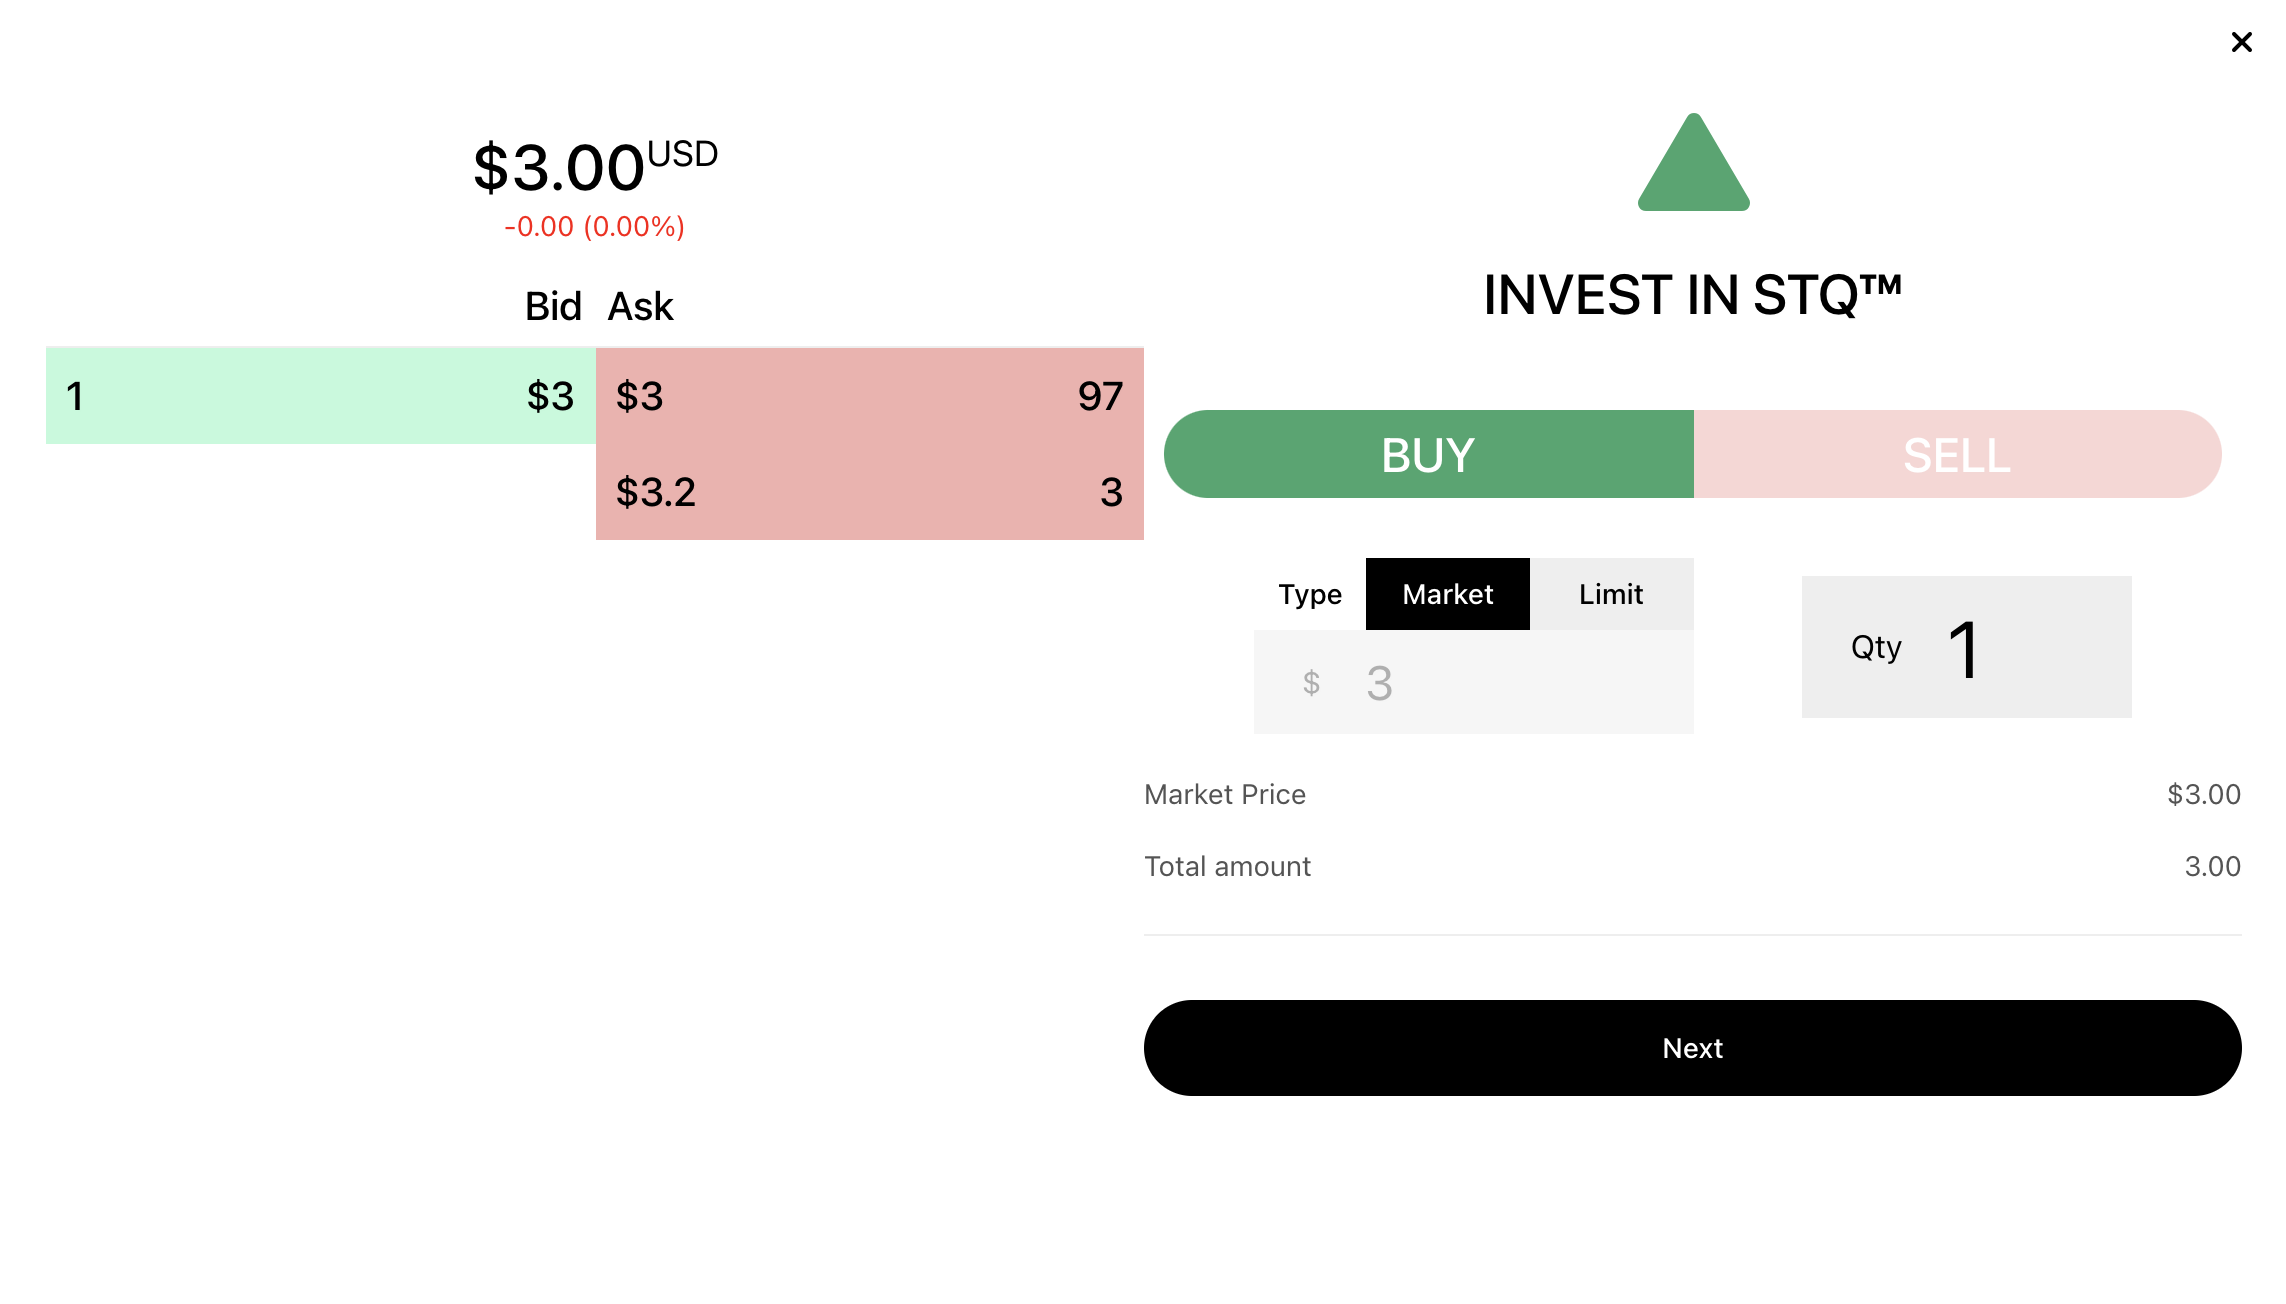 $3.00USD
-0.00 (0.00%)
Bid Ask
1 $3 $3 97
$3.2 3
INVEST IN STQ™
BUY SELL
Type Market Limit
$ 3
Qty 1
Market Price $3.00
Total amount 3.00
Next